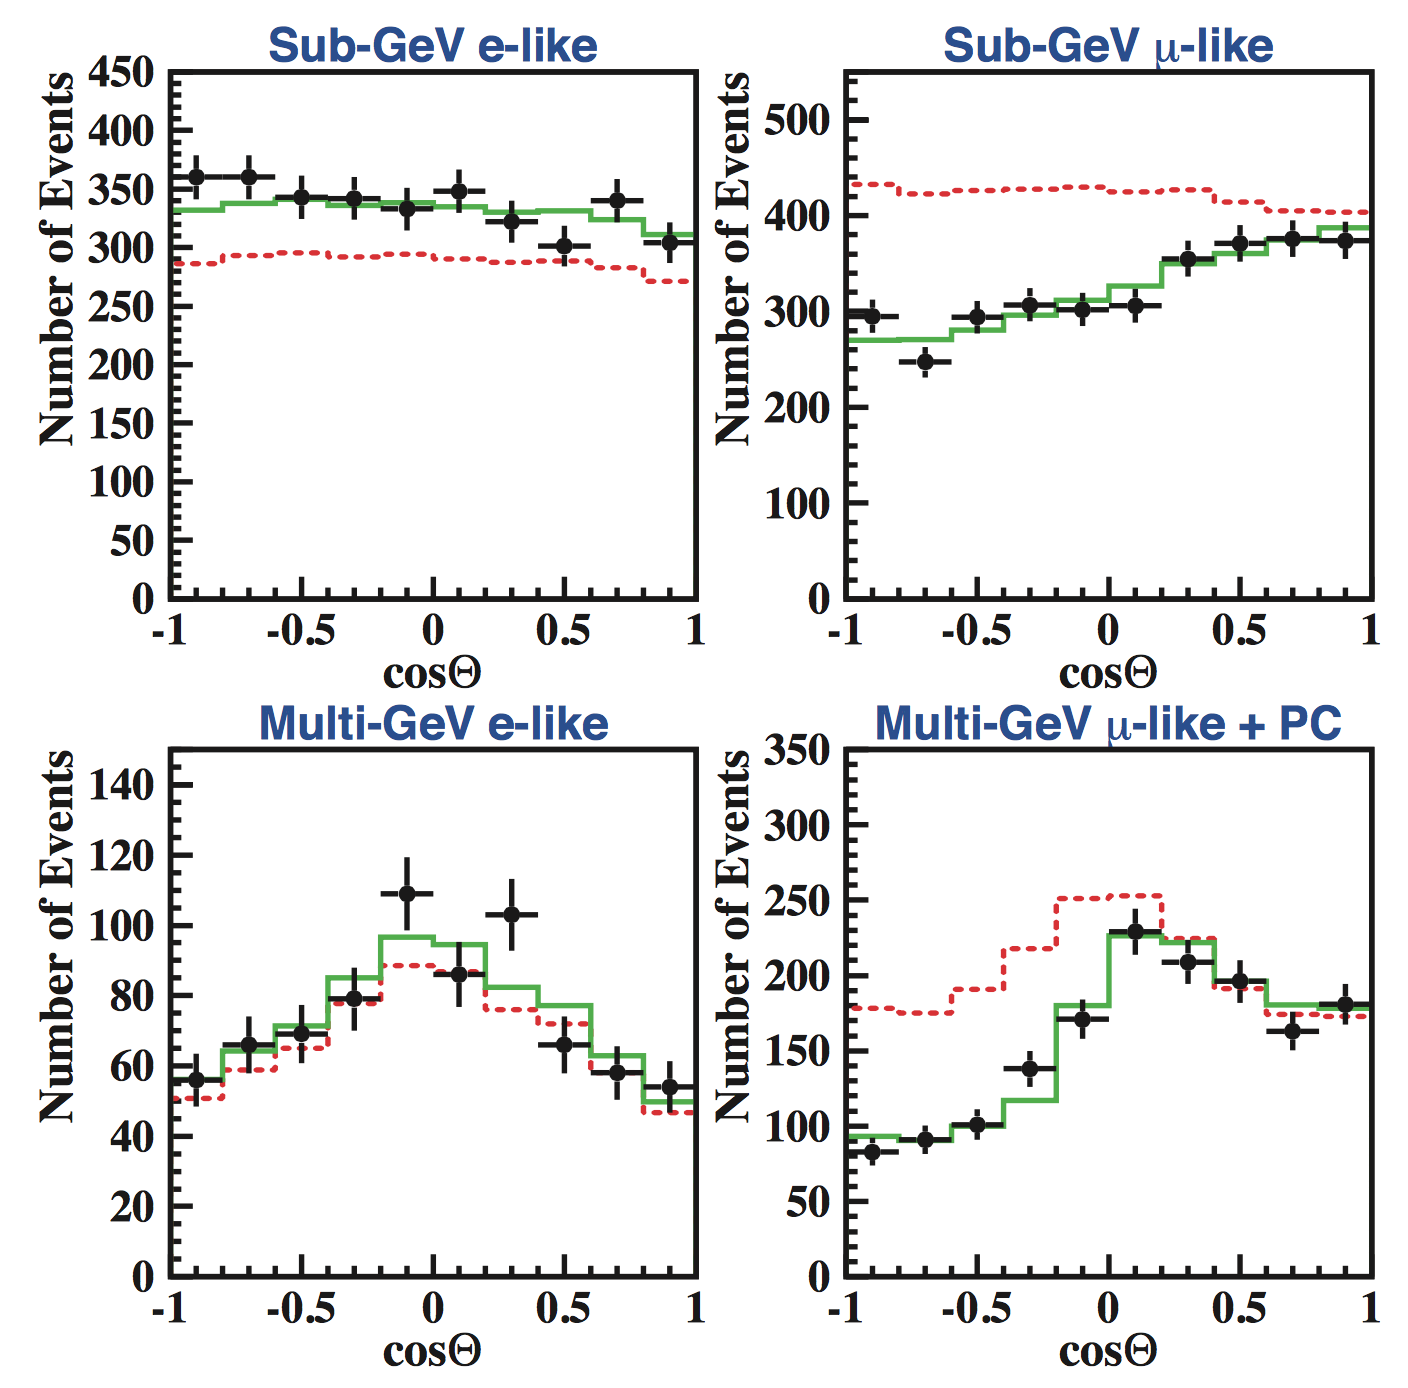 Sub-GeV e-like
Number of Events
450
400
350
300
250
200
150
100
50
0
-1 -0.5 0 0.5 1
cosΘ
Sub-GeV μ-like
Number of Events
500
400
300
200
100
0
-1 -0.5 0 0.5 1
cosΘ
Multi-GeV e-like
Number of Events
140
120
100
80
60
40
20
0
-1 -0.5 0 0.5 1
cosΘ
Multi-GeV μ-like + PC
Number of Events
350
300
250
200
150
100
50
0
-1 -0.5 0 0.5 1
cosΘ